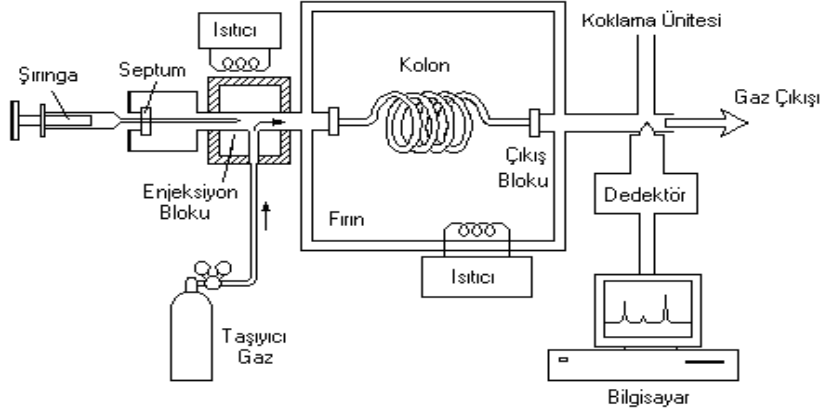 Isıtıcı
Koklama Ünitesi
Şırınga
Septum
Kolon
Gaz Çıkışı
Enjeksiyon
Bloku
Çıkış
Bloku
Dedektör
Fırın
Isıtıcı
Taşıyıcı
Gaz
Bilgisayar